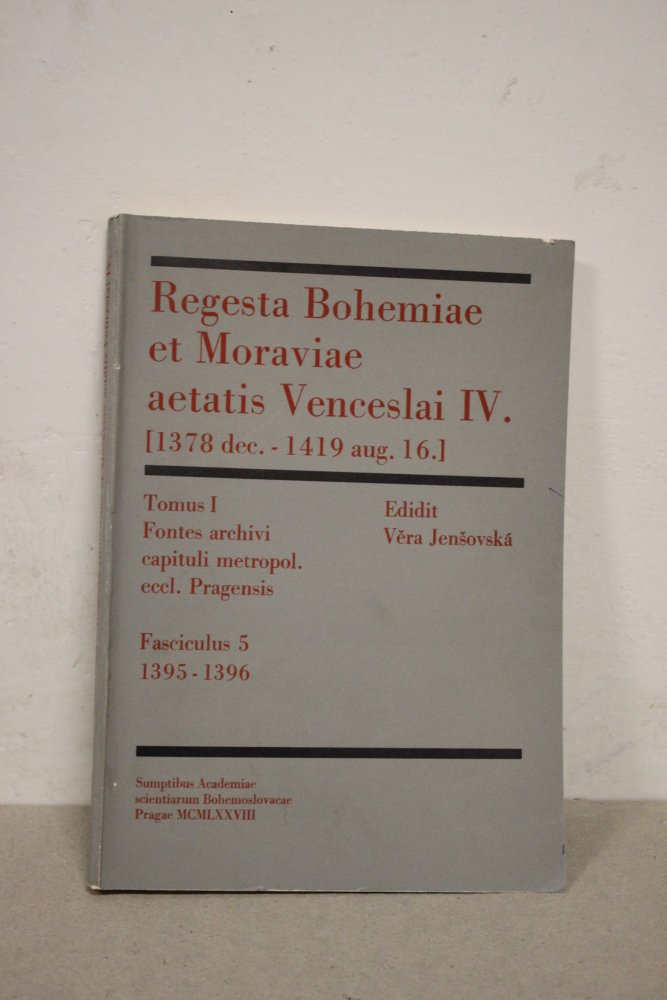 Regesta Bohemiae
et Moraviae
aetatis Venceslai IV.
[1378 dec. - 1419 aug. 16.]
Tomus I
Fontes archivi
capituli metropol.
eccl. Pragensis
Edidit
Věra Jenšovská
Fasciculus 5
1395 - 1396
Sumptibus Academiae
scientiarum Bohemoslovacae
Pragae MCMLXXVIII